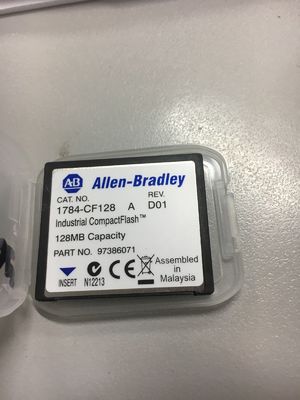 A-B Allen-Bradley
CAT. NO. REV.
1784-CF128 A D01
Industrial CompactFlash™
128MB Capacity
PART NO. 97386071
INSERT N12213 CE Assembled in
Malaysia